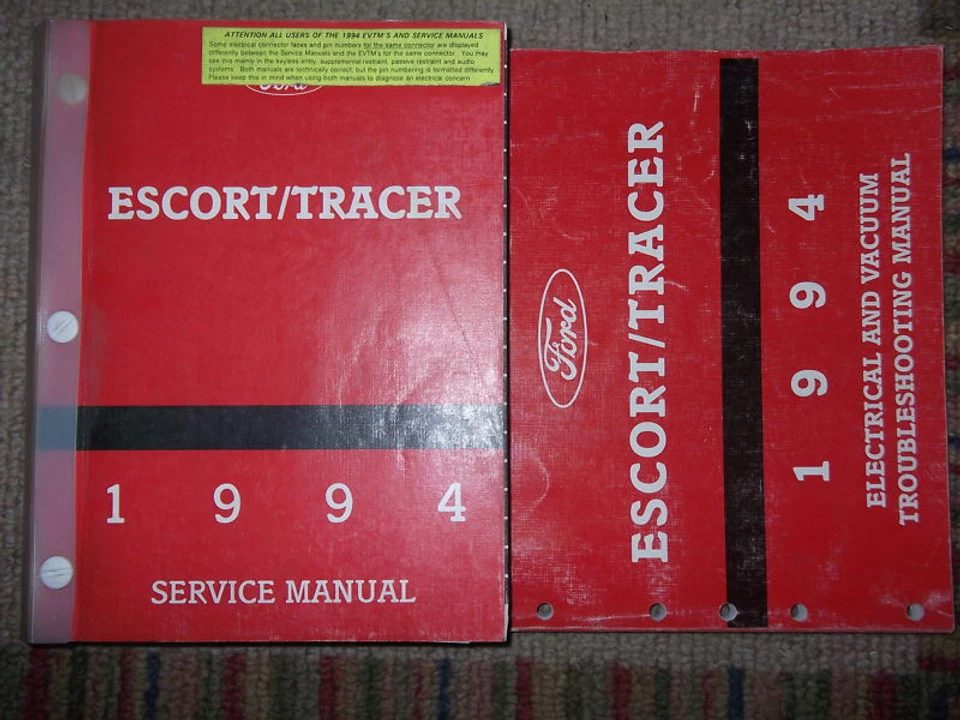 ATTENTION ALL USERS OF THE 1994 EVTM'S AND SERVICE MANUALS
Some electrical connector faces and pin numbers for the same connector are displayed
differently between the Service Manuals and the EVTM's for the same connector. You may
see this mainly in the keyless entry, supplemental restraint, passive restraint and audio
systems. Both manuals are technically correct, but the pin numbering is formatted differently.
Please keep this in mind when using both manuals to diagnose an electrical concern
Ford
ESCORT/TRACER
1 9 9 4
SERVICE MANUAL
Ford
ESCORT/TRACER
1 9 9 4
ELECTRICAL AND VACUUM
TROUBLESHOOTING MANUAL